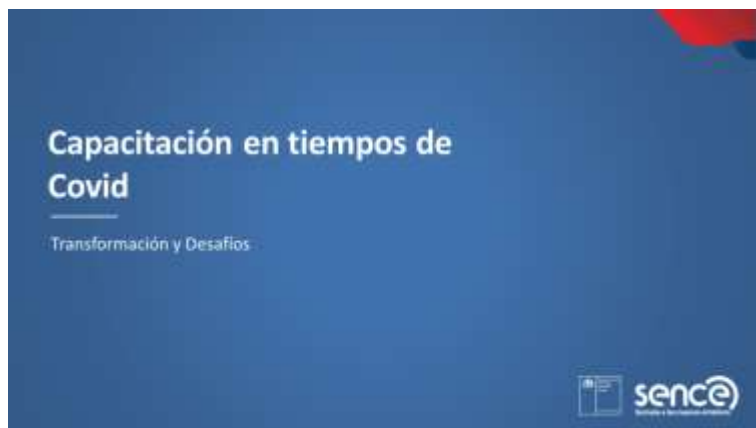 Capacitación en tiempos de
Covid
Transformación y Desafíos
sence